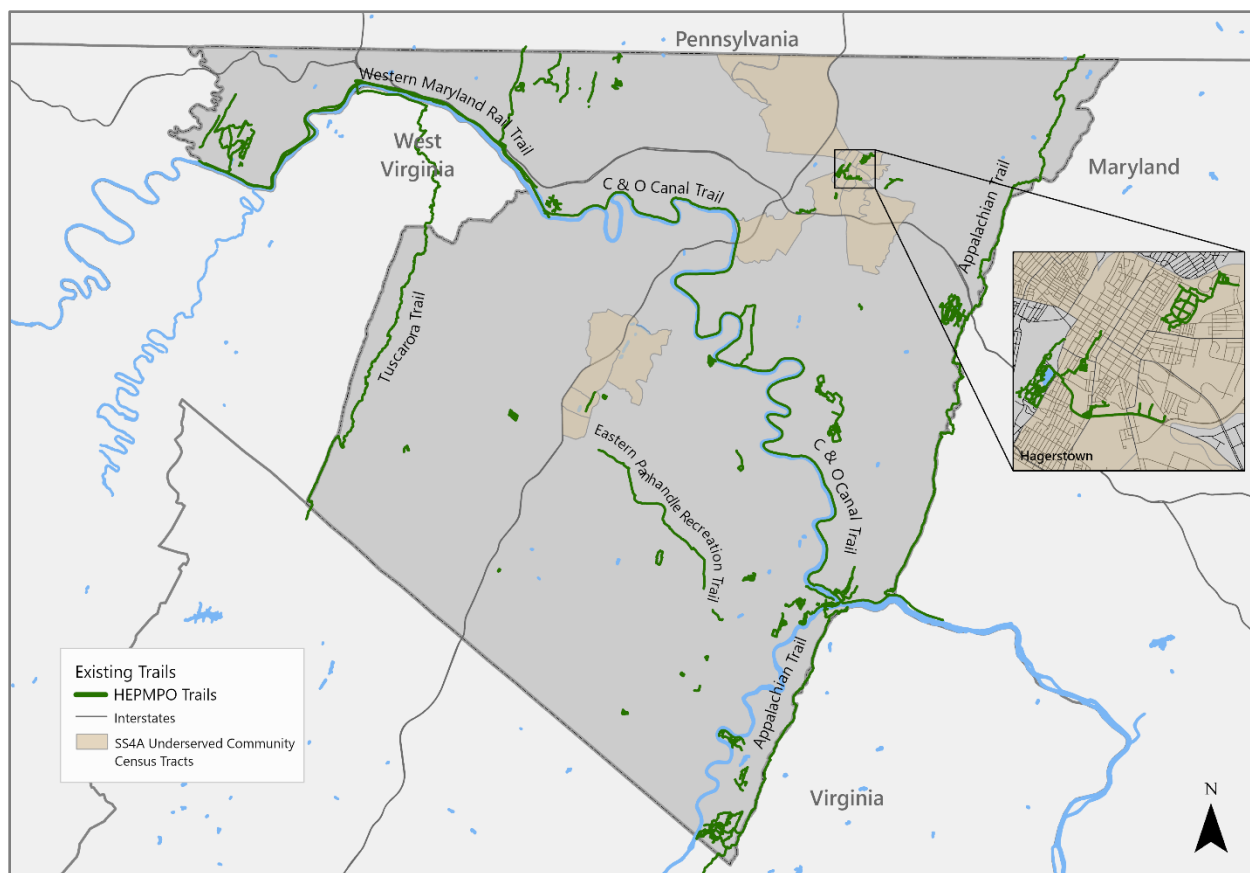 Pennsylvania
Western Maryland Rail Trail
West
Virginia
Maryland
C & O Canal Trail
Appalachian Trail
Tuscarora Trail
Hagerstown
Eastern Panhandle Recreation Trail
C & O Canal Trail
Appalachian Trail
Existing Trails
HEPMPO Trails
Interstates
SS4A Underserved Community
Census Tracts
Virginia
N